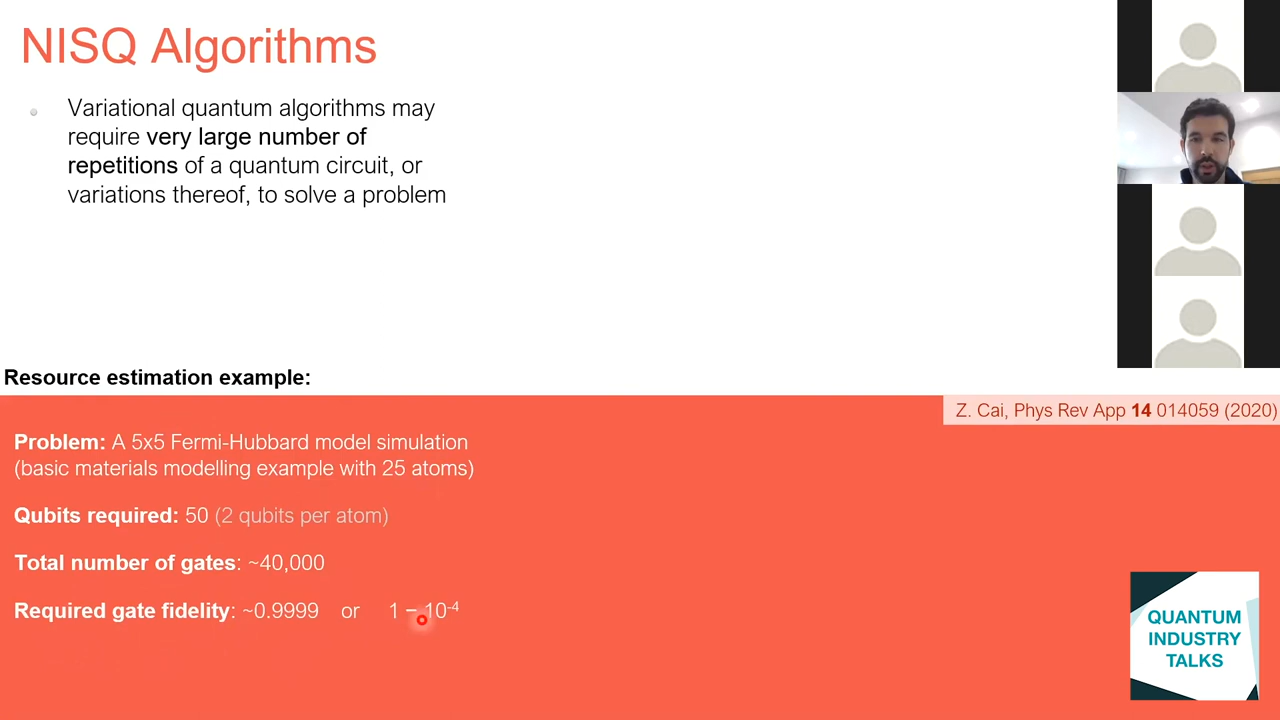 NISQ Algorithms
Variational quantum algorithms may
require very large number of
repetitions of a quantum circuit, or
variations thereof, to solve a problem
Resource estimation example:
Z. Cai, Phys Rev App 14 014059 (2020)
Problem: A 5x5 Fermi-Hubbard model simulation
(basic materials modelling example with 25 atoms)
Qubits required: 50 (2 qubits per atom)
Total number of gates: ~40,000
Required gate fidelity: ~0.9999 or 1 – 10⁻⁴
QUANTUM
INDUSTRY
TALKS